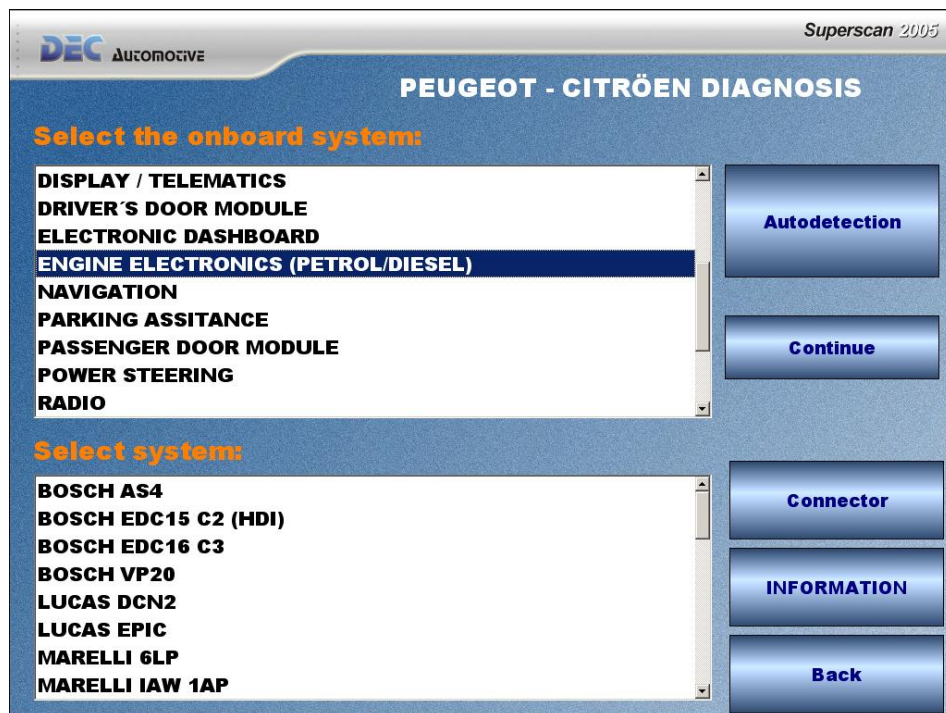 Superscan 2005
DEC AUTOMOTIVE
PEUGEOT - CITRÖEN DIAGNOSIS
Select the onboard system:
DISPLAY / TELEMATICS
DRIVER´S DOOR MODULE
ELECTRONIC DASHBOARD
ENGINE ELECTRONICS (PETROL/DIESEL)
NAVIGATION
PARKING ASSITANCE
PASSENGER DOOR MODULE
POWER STEERING
RADIO
Autodetection
Continue
Select system:
BOSCH AS4
BOSCH EDC15 C2 (HDI)
BOSCH EDC16 C3
BOSCH VP20
LUCAS DCN2
LUCAS EPIC
MARELLI 6LP
MARELLI IAW 1AP
Connector
INFORMATION
Back